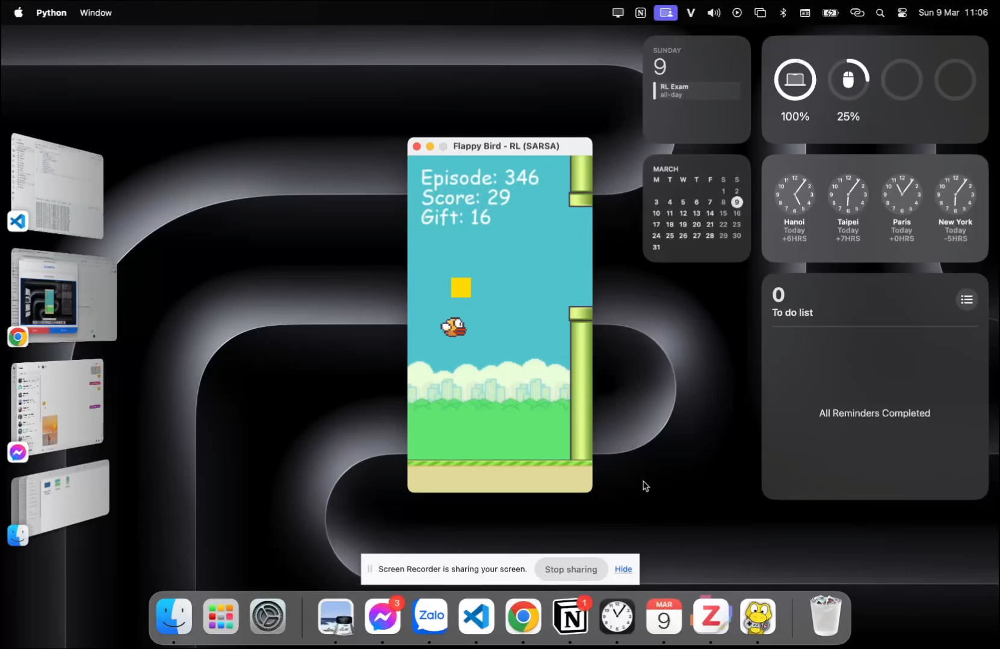 Python Window
V
Sun 9 Mar 11:06
SUNDAY
9
RL Exam
all-day
100% 25%
MARCH
M T W T F S S
1 2
3 4 5 6 7 8 9
10 11 12 13 14 15 16
17 18 19 20 21 22 23
24 25 26 27 28 29 30
31
Hanoi Taipei Paris New York
Today Today Today Today
+6HRS +7HRS +0HRS -5HRS
0
To do list
All Reminders Completed
Flappy Bird - RL (SARSA)
Episode: 346
Score: 29
Gift: 16
Screen Recorder is sharing your screen. Stop sharing Hide
3 1
Zalo
MAR
9
Z